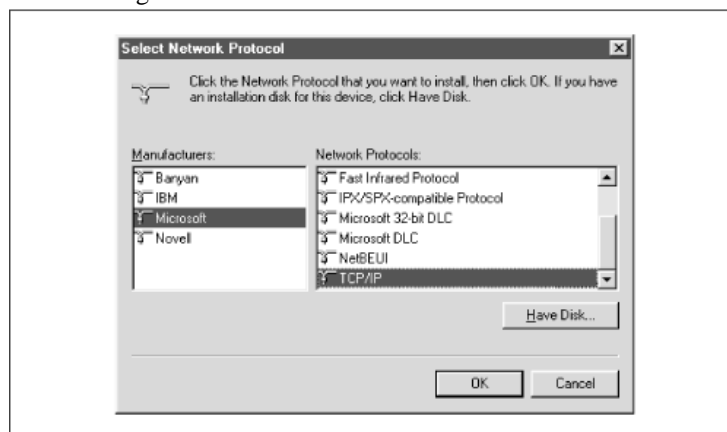 Select Network Protocol
Click the Network Protocol that you want to install, then click OK. If you have
an installation disk for this device, click Have Disk.
Manufacturers:
Banyan
IBM
Microsoft
Novell
Network Protocols:
Fast Infrared Protocol
IPX/SPX-compatible Protocol
Microsoft 32-bit DLC
Microsoft DLC
NetBEUI
TCP/IP
Have Disk...
OK
Cancel